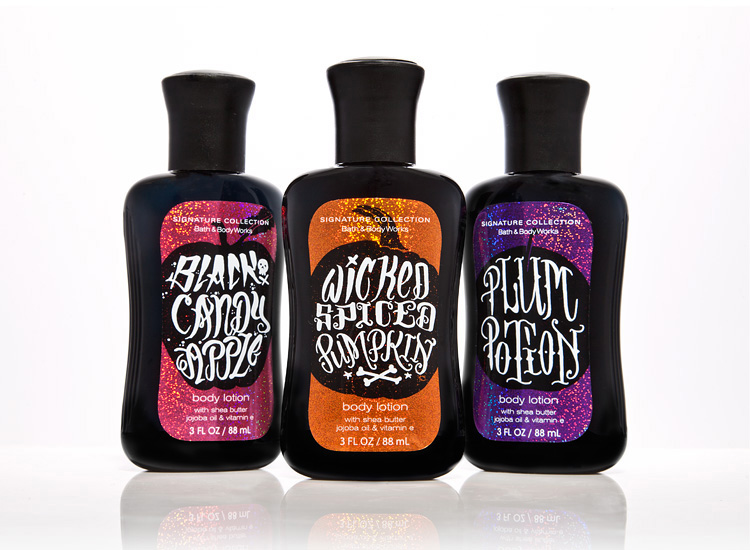 SIGNATURE COLLECTION
Bath & Body Works
BLACK
CANDY
APPLE
body lotion
with shea butter
jojoba oil & vitamin e
3 FL OZ / 88 mL
SIGNATURE COLLECTION
Bath & Body Works
WICKED
SPICED
PUMPKIN
body lotion
with shea butter
jojoba oil & vitamin e
3 FL OZ / 88 mL
SIGNATURE COLLECTION
Bath & Body Works
PLUM
POTION
body lotion
with shea butter
jojoba oil & vitamin e
3 FL OZ / 88 mL